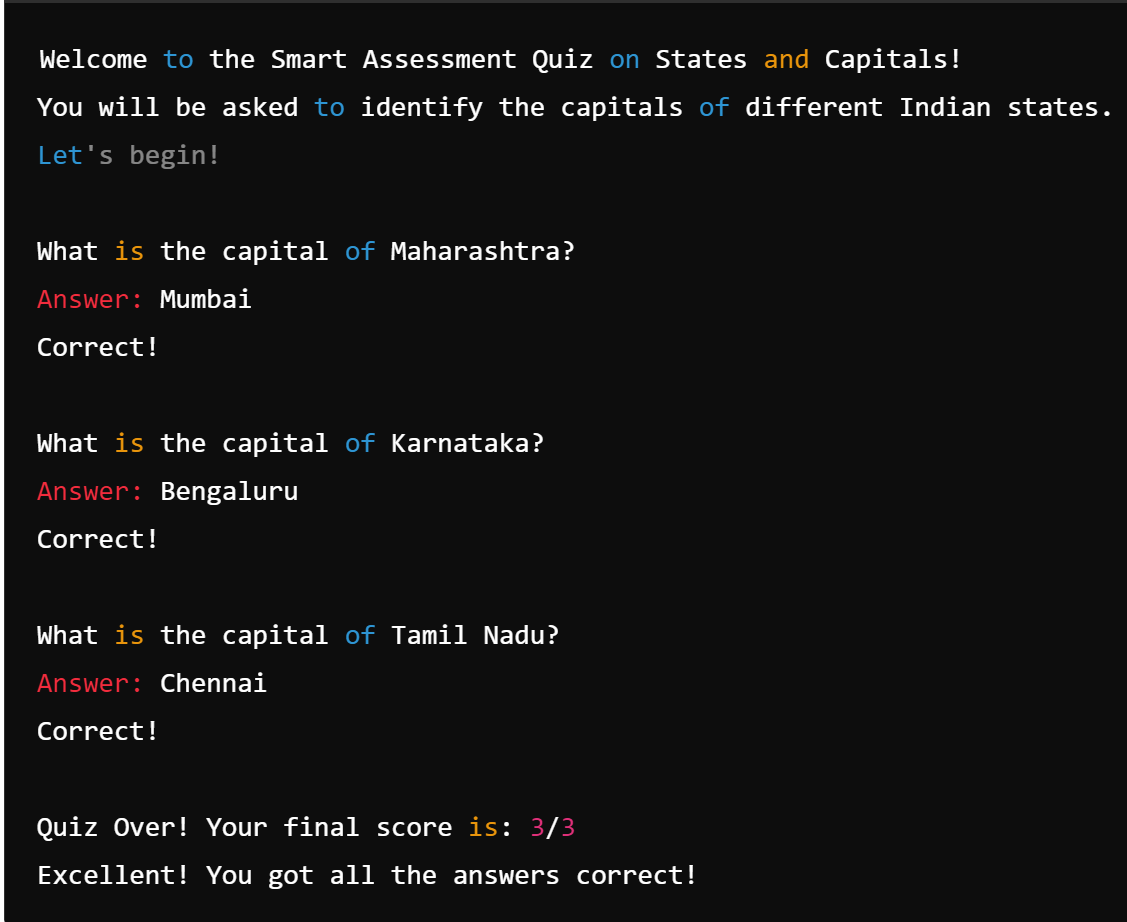 Welcome to the Smart Assessment Quiz on States and Capitals!
You will be asked to identify the capitals of different Indian states.
Let's begin!
What is the capital of Maharashtra?
Answer: Mumbai
Correct!
What is the capital of Karnataka?
Answer: Bengaluru
Correct!
What is the capital of Tamil Nadu?
Answer: Chennai
Correct!
Quiz Over! Your final score is: 3/3
Excellent! You got all the answers correct!